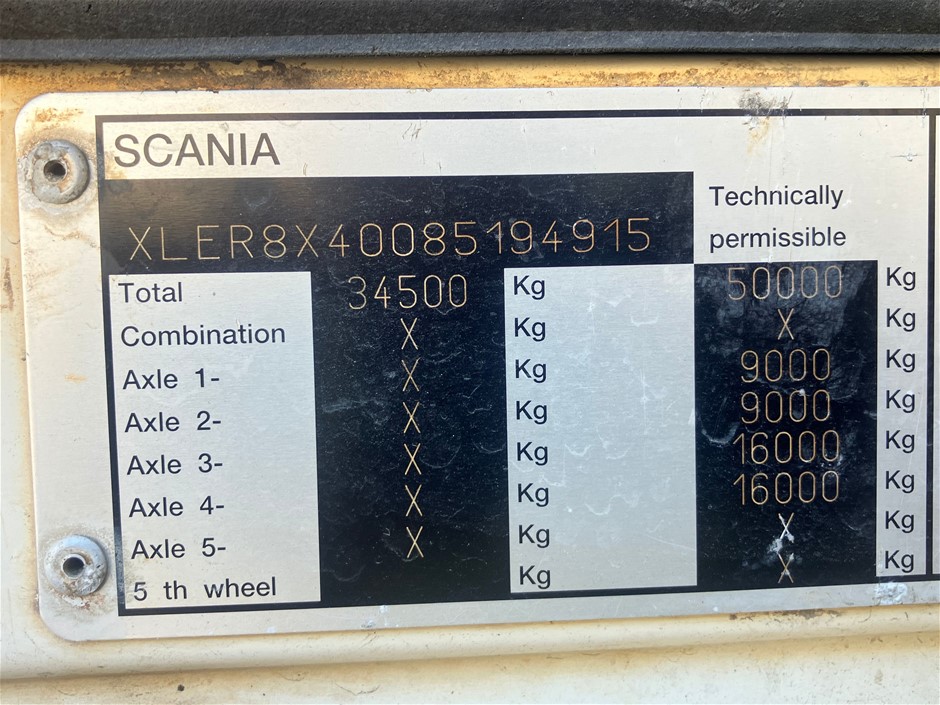 SCANIA
XLER8X40085194915
Technically
permissible
Total 34500 Kg 50000 Kg
Combination X Kg X Kg
Axle 1- X Kg 9000 Kg
Axle 2- X Kg 9000 Kg
Axle 3- X Kg 16000 Kg
Axle 4- X Kg 16000 Kg
Axle 5- X Kg X Kg
5 th wheel Kg X Kg